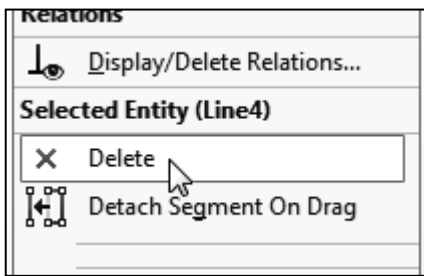 Relations
Display/Delete Relations...
Selected Entity (Line4)
Delete
Detach Segment On Drag